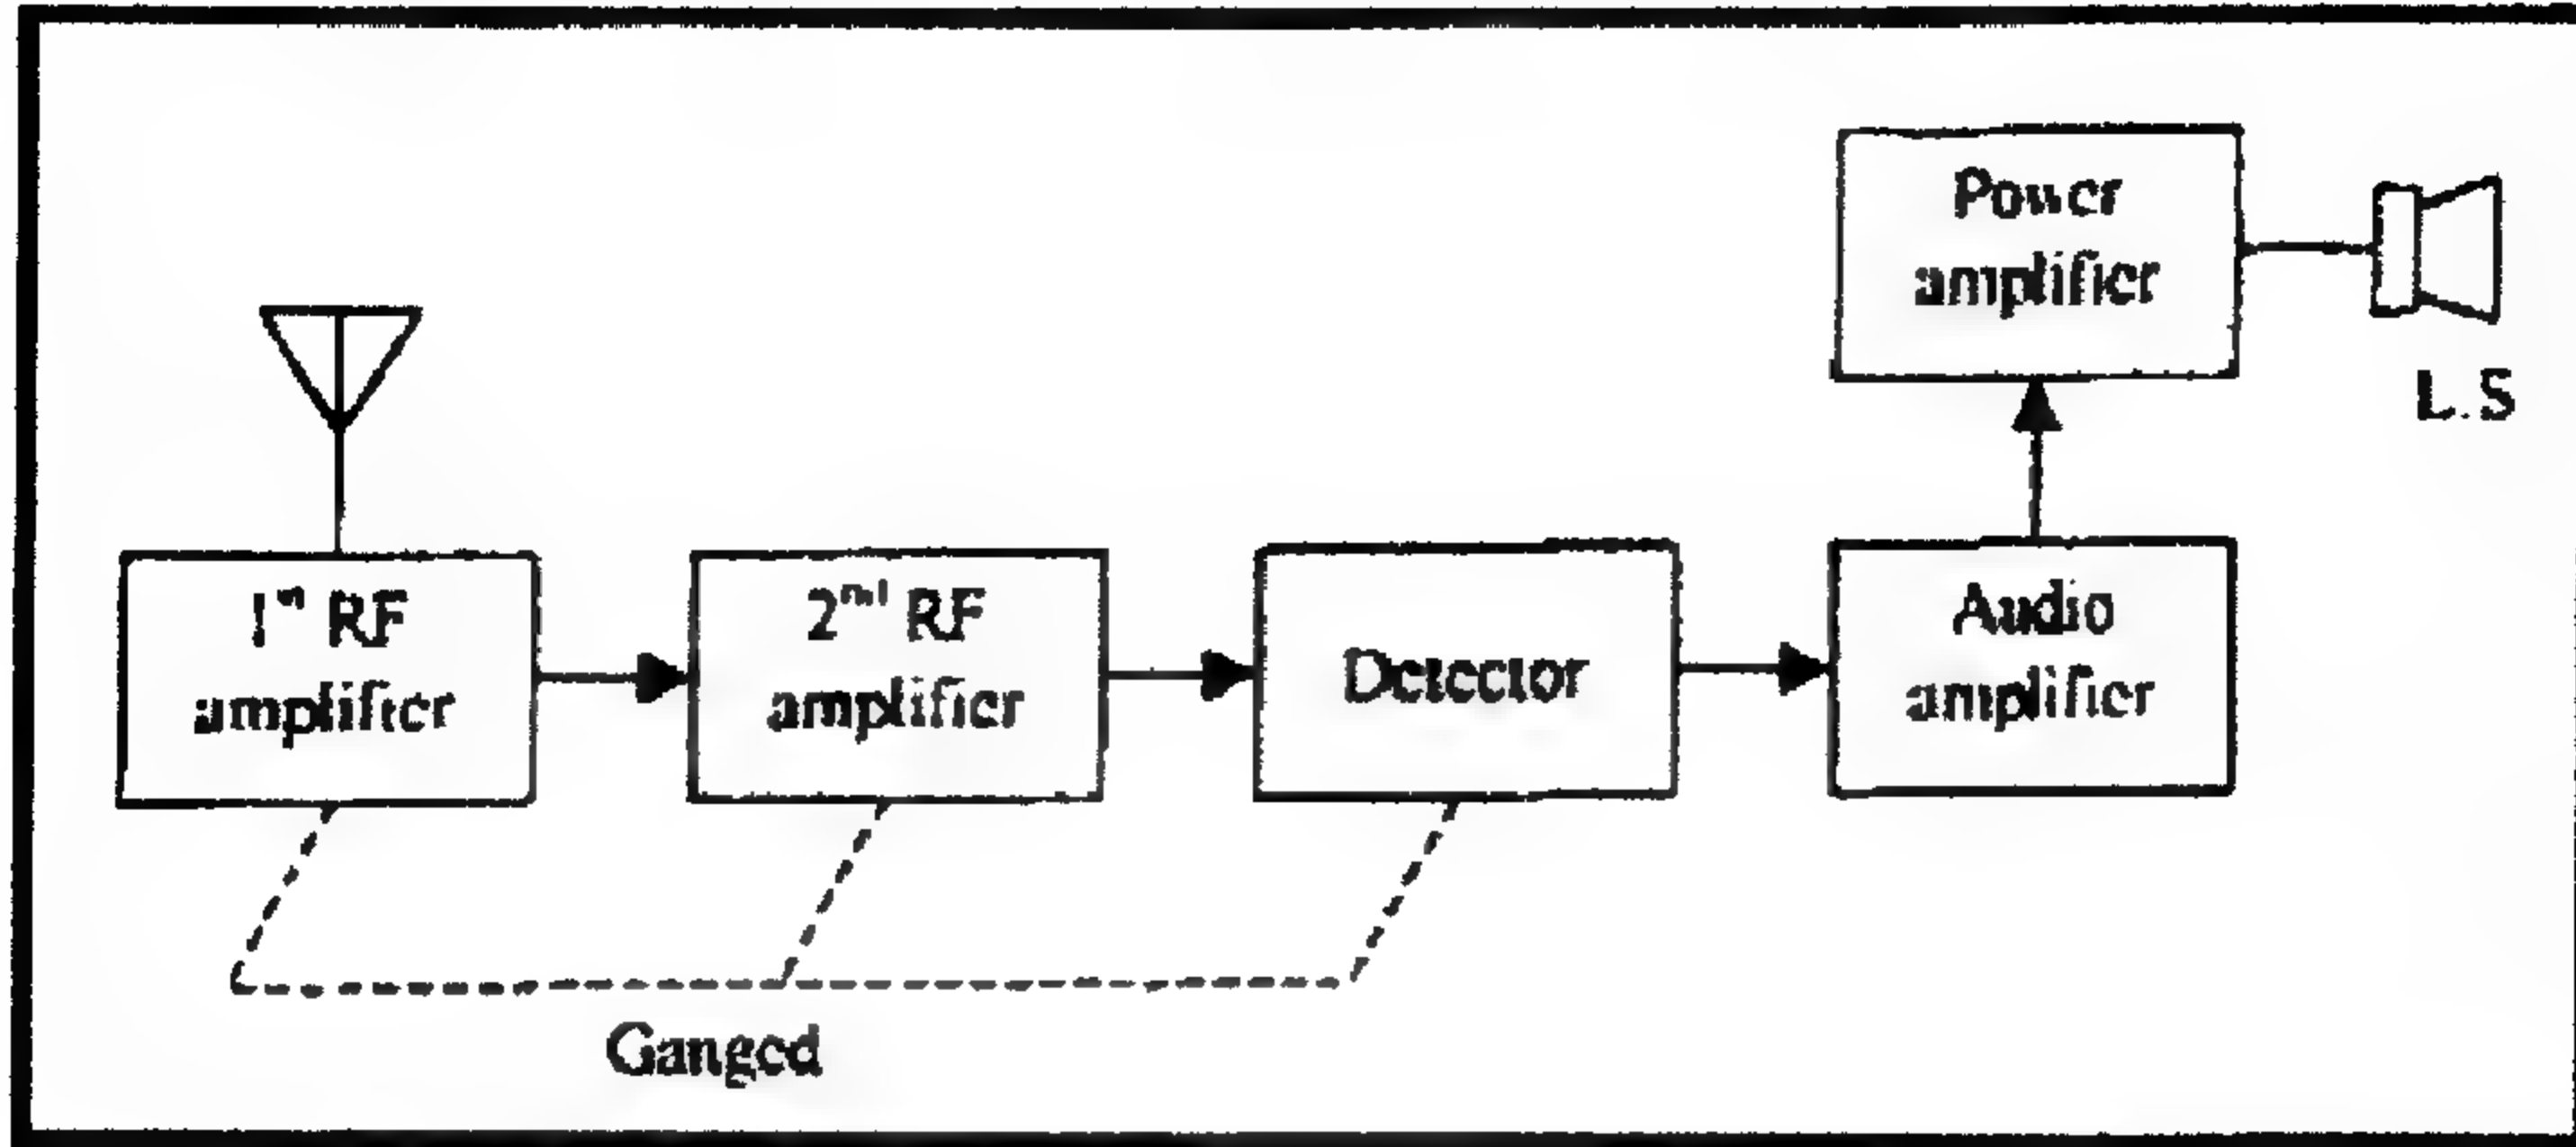 1st RF
amplifier
2nd RF
amplifier
Detector
Audio
amplifier
Power
amplifier
L.S
Ganged